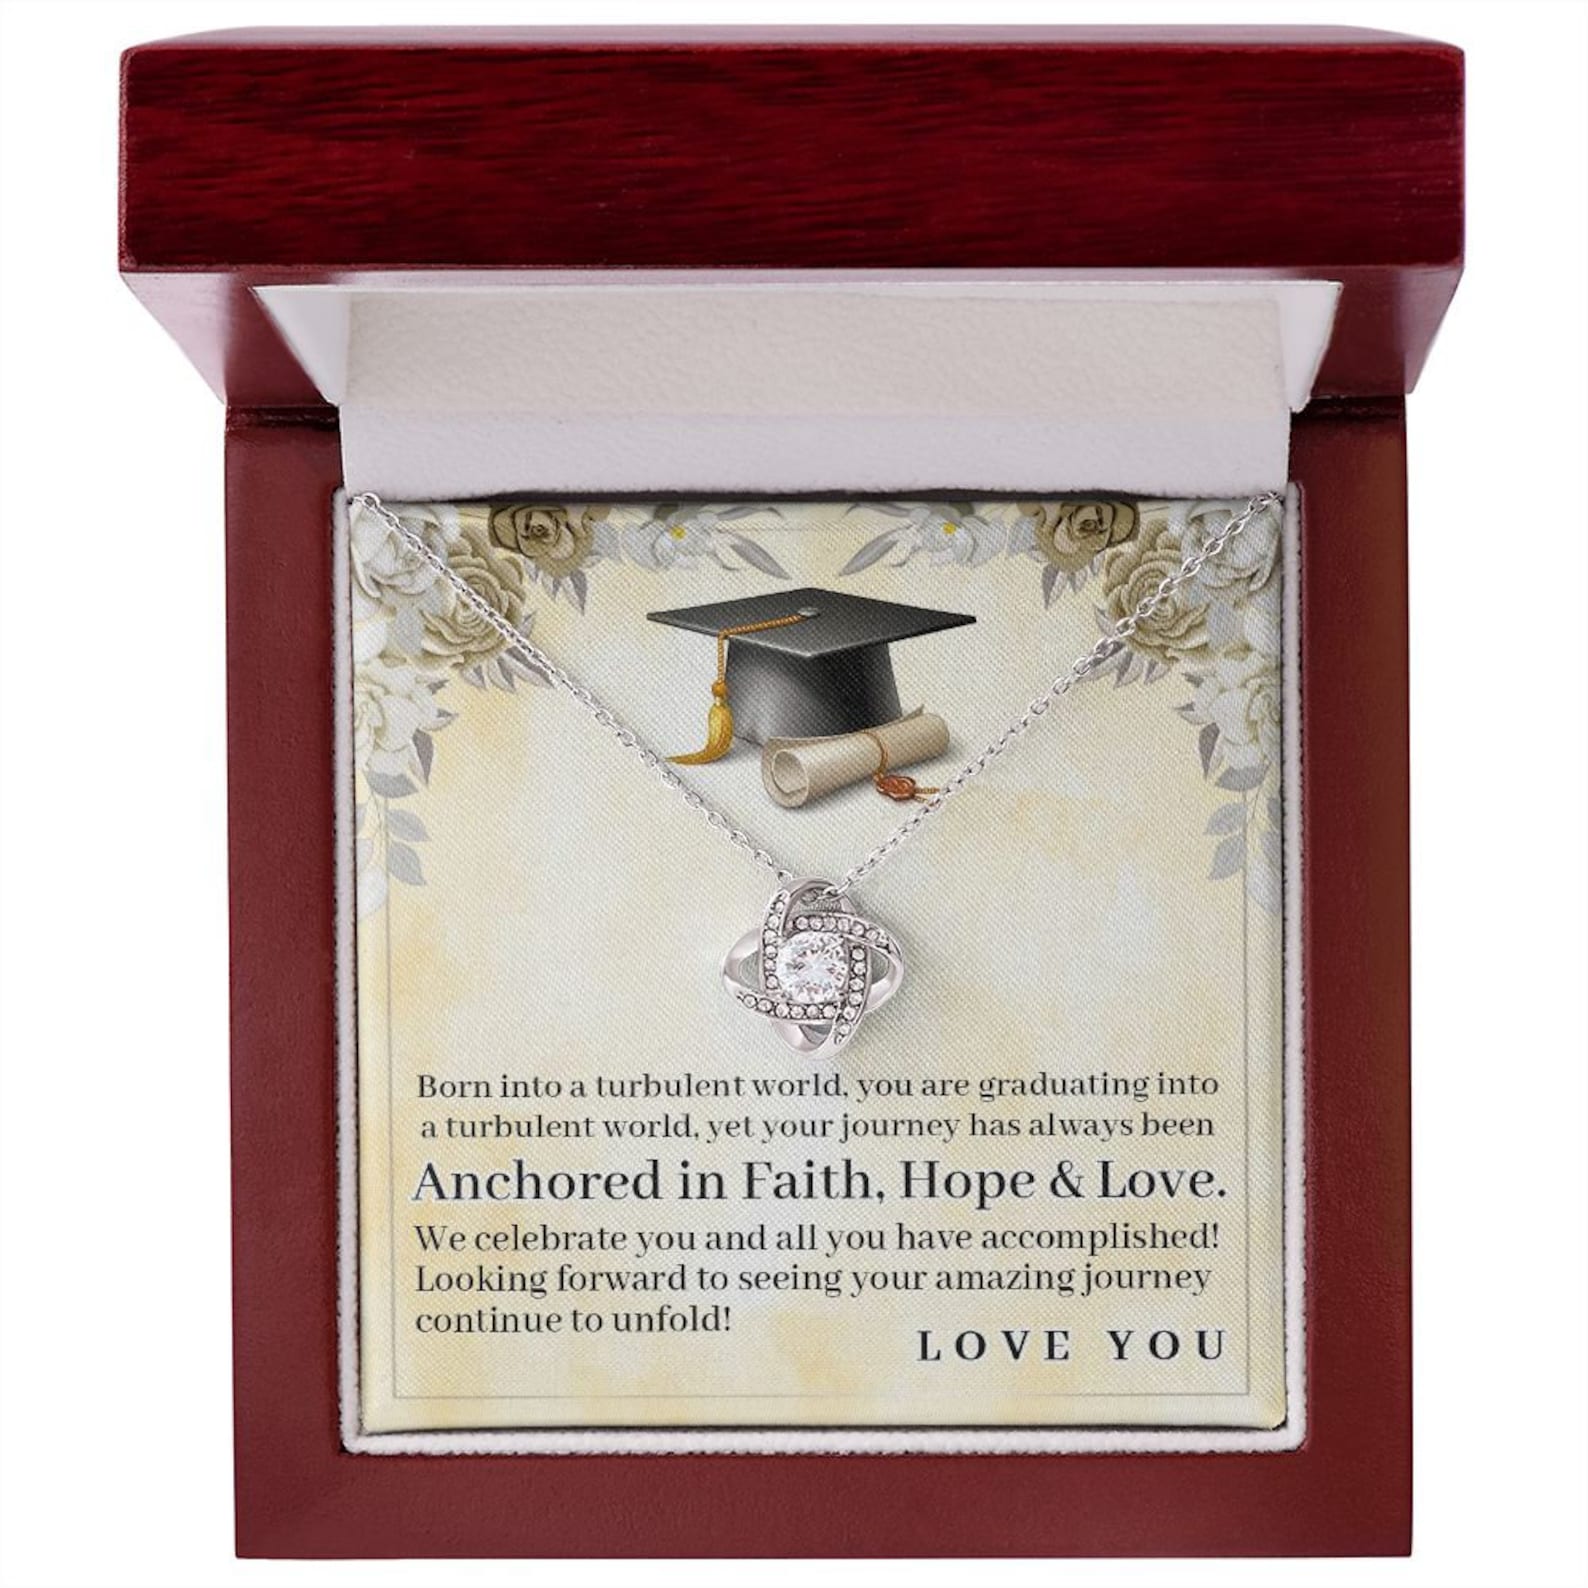 Born into a turbulent world, you are graduating into
a turbulent world, yet your journey has always been
Anchored in Faith, Hope & Love.
We celebrate you and all you have accomplished!
Looking forward to seeing your amazing journey
continue to unfold!
LOVE YOU